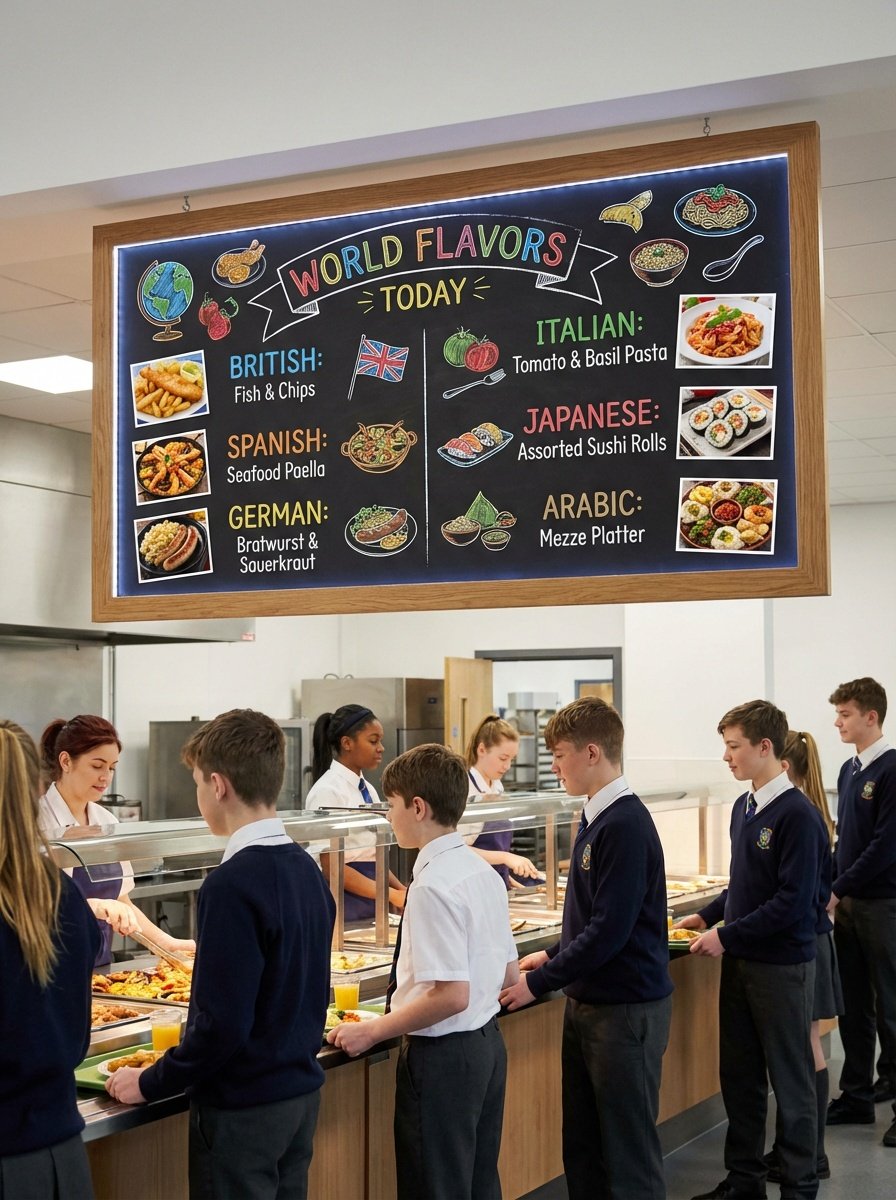 WORLD FLAVORS
TODAY
BRITISH:
Fish & Chips
SPANISH:
Seafood Paella
GERMAN:
Bratwurst &
Sauerkraut
ITALIAN:
Tomato & Basil Pasta
JAPANESE:
Assorted Sushi Rolls
ARABIC:
Mezze Platter